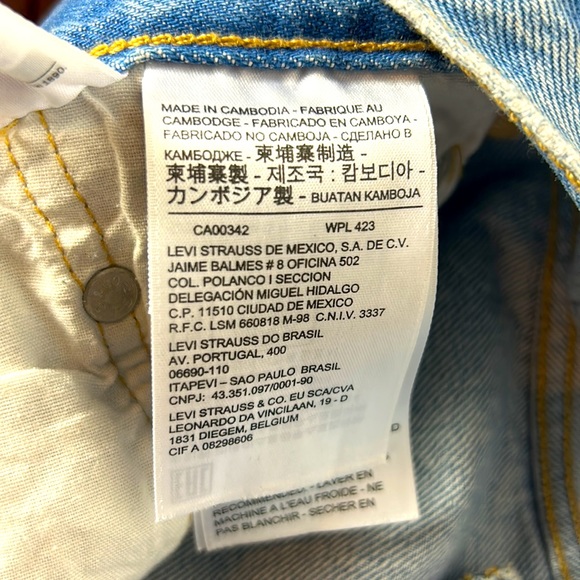 MADE IN CAMBODIA - FABRIQUE AU
CAMBODGE - FABRICADO EN CAMBOYA -
FABRICADO NO CAMBOJA - СДЕЛАНО В
КАМБОДЖЕ - 柬埔寨制造 -
柬埔寨製 - 제조국 : 캄보디아 -
カンボジア製 - BUATAN KAMBOJA
CA00342 WPL 423
LEVI STRAUSS DE MEXICO, S.A. DE C.V.
JAIME BALMES # 8 OFICINA 502
COL. POLANCO I SECCION
DELEGACIÓN MIGUEL HIDALGO
C.P. 11510 CIUDAD DE MEXICO
R.F.C. LSM 660818 M-98 C.N.I.V. 3337
LEVI STRAUSS DO BRASIL
AV. PORTUGAL, 400
06690-110
ITAPEVI – SAO PAULO BRASIL
CNPJ: 43.351.097/0001-90
LEVI STRAUSS & CO. EU SCA/CVA
LEONARDO DA VINCILAAN, 19 - D
1831 DIEGEM, BELGIUM
CIF A 08298606
EAC
RECOMMENDED. - LAVER EN
MACHINE A L'EAU FROIDE - NE
PAS BLANCHIR - SECHER EN